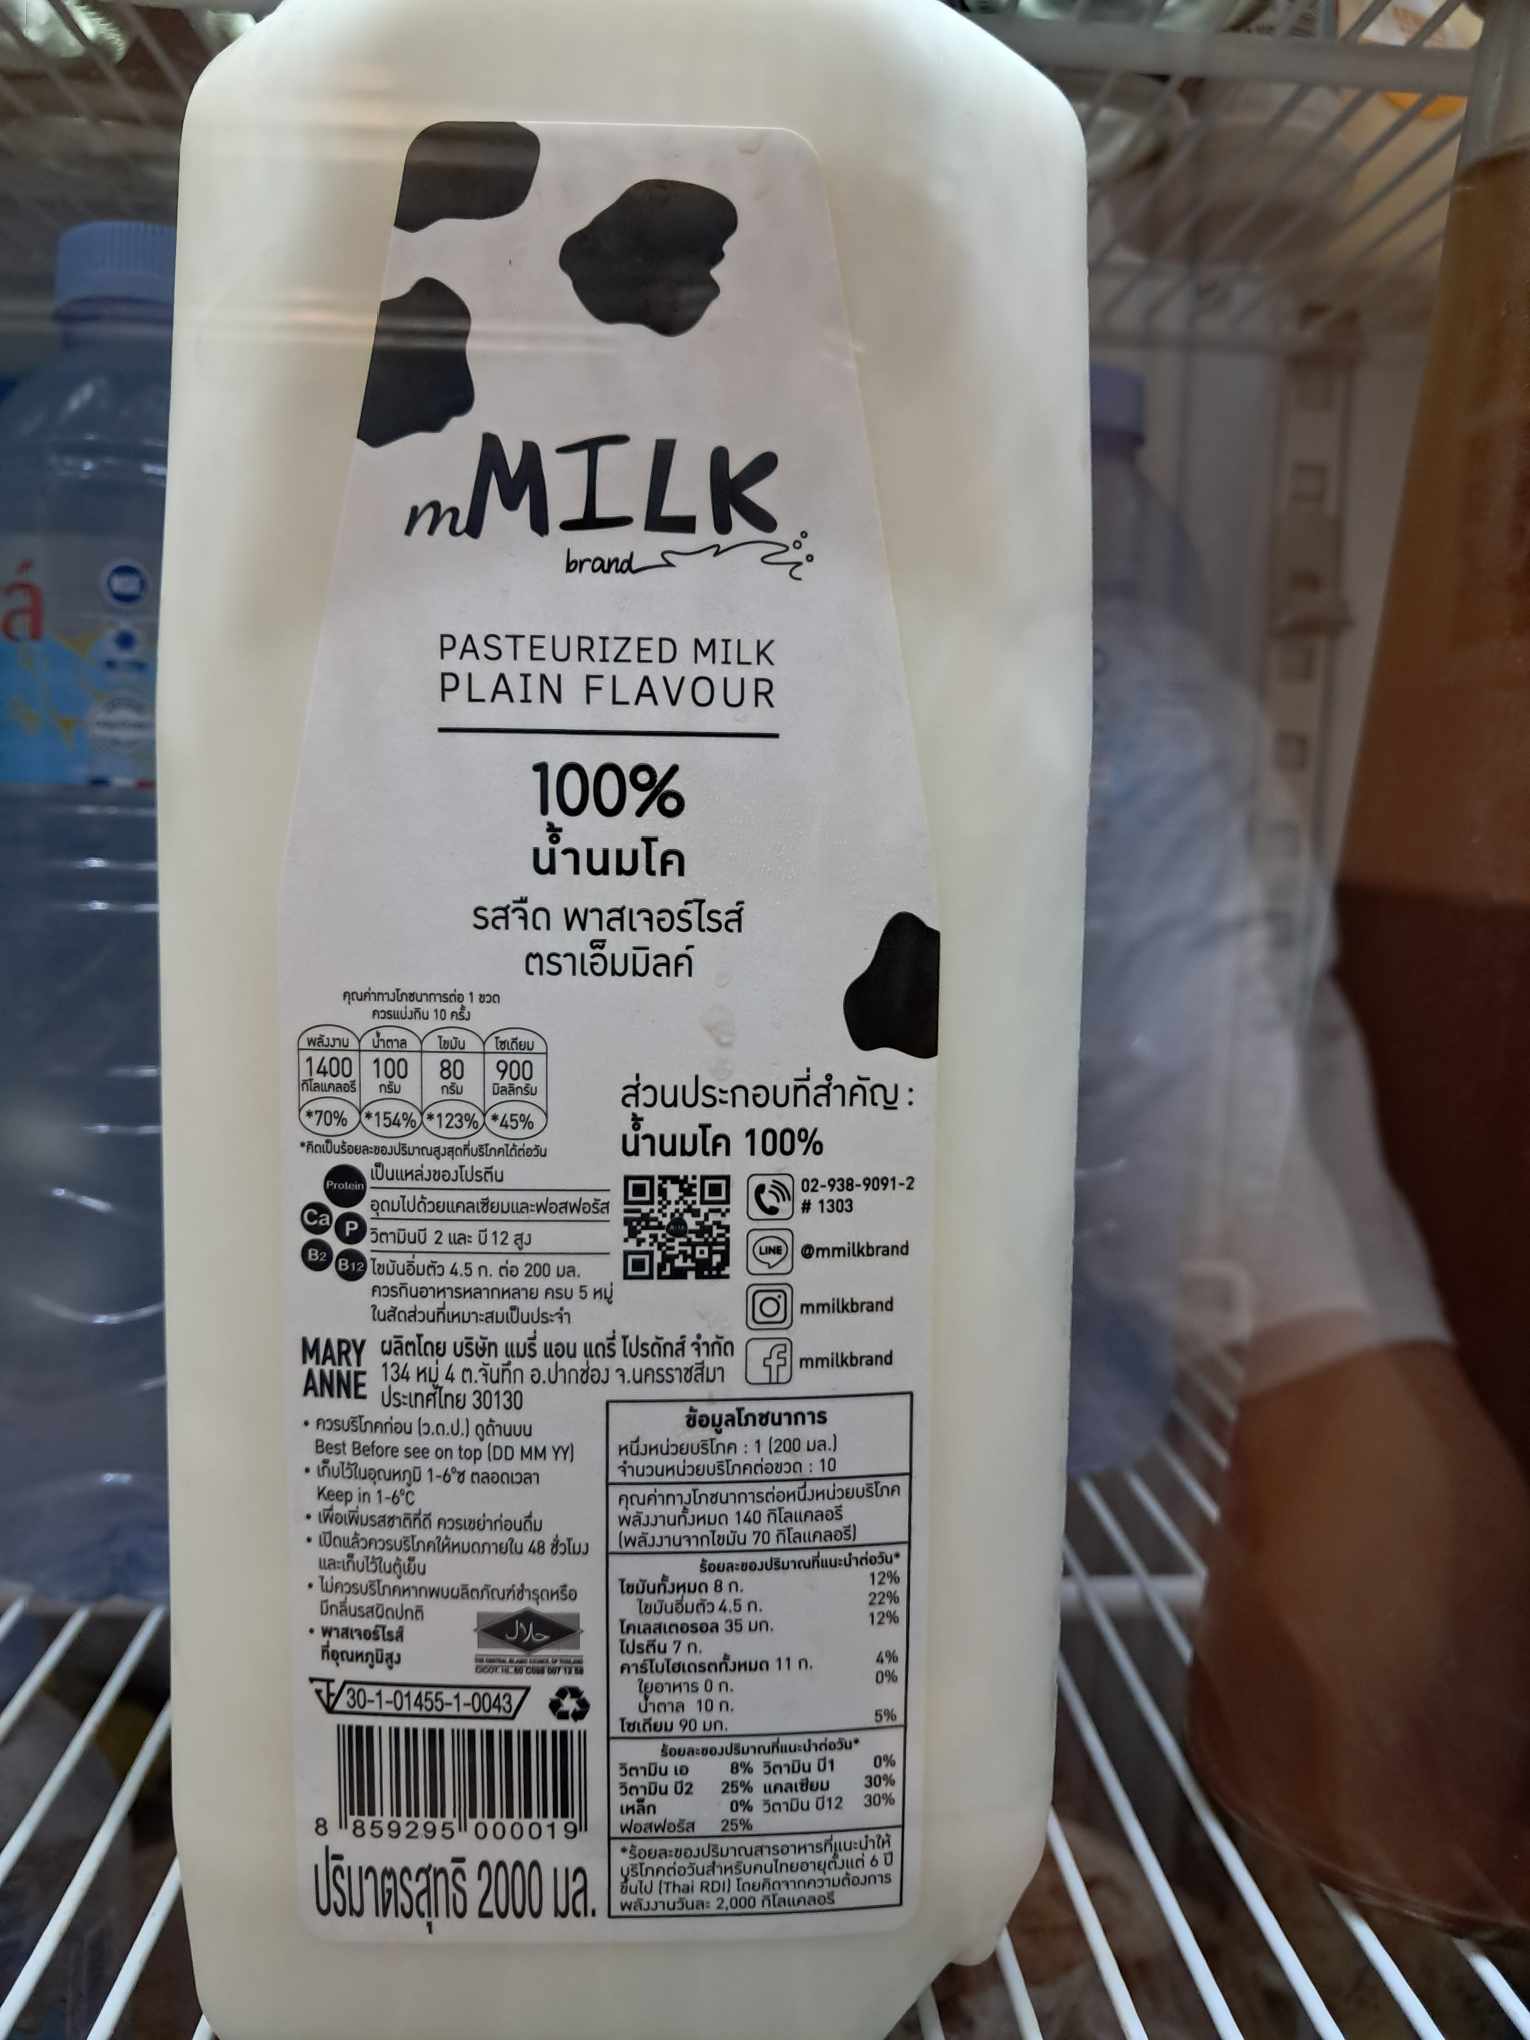 mMILK
brand
PASTEURIZED MILK
PLAIN FLAVOUR
100%
น้ำนมโค
รสจืด พาสเจอร์ไรส์
ตราเอ็มมิลค์
คุณค่าทางโภชนาการต่อ 1 ขวด
ควรแบ่งกิน 10 ครั้ง
พลังงาน น้ำตาล ไขมัน โซเดียม
1400 100 80 900
กิโลแคลอรี กรัม กรัม มิลลิกรัม
*70% *154% *123% *45%
*คิดเป็นร้อยละของปริมาณสูงสุดที่บริโภคได้ต่อวัน
Protein เป็นแหล่งของโปรตีน
Ca P อุดมไปด้วยแคลเซียมและฟอสฟอรัส
B2 B12 วิตามินบี 2 และ บี 12 สูง
ไขมันอิ่มตัว 4.5 ก. ต่อ 200 มล.
ควรกินอาหารหลากหลาย ครบ 5 หมู่
ในสัดส่วนที่เหมาะสมเป็นประจำ
ส่วนประกอบที่สำคัญ :
น้ำนมโค 100%
02-938-9091-2
# 1303
LINE @mmilkbrand
mmilkbrand
f mmilkbrand
MARY
ANNE
ผลิตโดย บริษัท แมรี่ แอน แดรี่ โปรดักส์ จำกัด
134 หมู่ 4 ต.จันทึก อ.ปากช่อง จ.นครราชสีมา
ประเทศไทย 30130
• ควรบริโภคก่อน (ว.ด.ป.) ดูด้านบน
Best Before see on top (DD MM YY)
• เก็บไว้ในอุณหภูมิ 1-6°ซ ตลอดเวลา
Keep in 1-6°C
• เพื่อเพิ่มรสชาติที่ดี ควรเขย่าก่อนดื่ม
• เปิดแล้วควรบริโภคให้หมดภายใน 48 ชั่วโมง
และเก็บไว้ในตู้เย็น
• ไม่ควรบริโภคหากพบผลิตภัณฑ์ชำรุดหรือ
มีกลิ่นรสผิดปกติ
• พาสเจอร์ไรส์
ที่อุณหภูมิสูง
حلال
THE CENTRAL ISLAMIC COUNCIL OF THAILAND
30-1-01455-1-0043
8 859295 000019
ปริมาตรสุทธิ 2000 มล.
ข้อมูลโภชนาการ
หนึ่งหน่วยบริโภค : 1 (200 มล.)
จำนวนหน่วยบริโภคต่อขวด : 10
คุณค่าทางโภชนาการต่อหนึ่งหน่วยบริโภค
พลังงานทั้งหมด 140 กิโลแคลอรี
(พลังงานจากไขมัน 70 กิโลแคลอรี)
ร้อยละของปริมาณที่แนะนำต่อวัน*
ไขมันทั้งหมด 8 ก. 12%
ไขมันอิ่มตัว 4.5 ก. 22%
โคเลสเตอรอล 35 มก. 12%
โปรตีน 7 ก.
คาร์โบไฮเดรตทั้งหมด 11 ก. 4%
ใยอาหาร 0 ก. 0%
น้ำตาล 10 ก.
โซเดียม 90 มก. 5%
ร้อยละของปริมาณที่แนะนำต่อวัน*
วิตามิน เอ 8% วิตามิน บี1 0%
วิตามิน บี2 25% แคลเซียม 30%
เหล็ก 0% วิตามิน บี12 30%
ฟอสฟอรัส 25%
*ร้อยละของปริมาณสารอาหารที่แนะนำให้
บริโภคต่อวันสำหรับคนไทยอายุตั้งแต่ 6 ปี
ขึ้นไป (Thai RDI) โดยคิดจากความต้องการ
พลังงานวันละ 2,000 กิโลแคลอรี